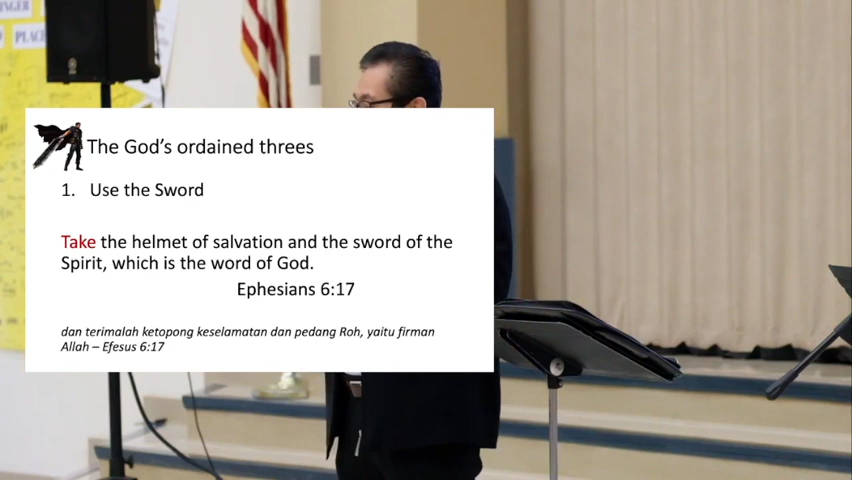 NGER
PLACE
The God's ordained threes
1. Use the Sword
Take the helmet of salvation and the sword of the
Spirit, which is the word of God.
Ephesians 6:17
dan terimalah ketopong keselamatan dan pedang Roh, yaitu firman
Allah – Efesus 6:17